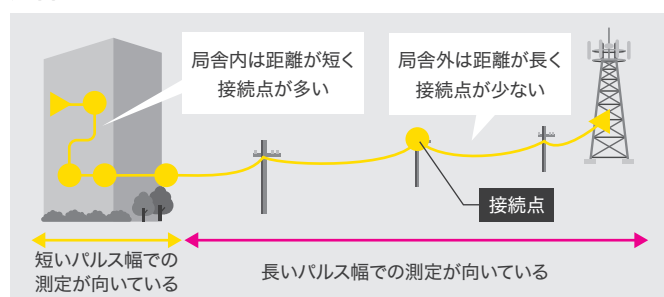 局舎内は距離が短く
接続点が多い
局舎外は距離が長く
接続点が少ない
接続点
短いパルス幅での
測定が向いている
長いパルス幅での測定が向いている